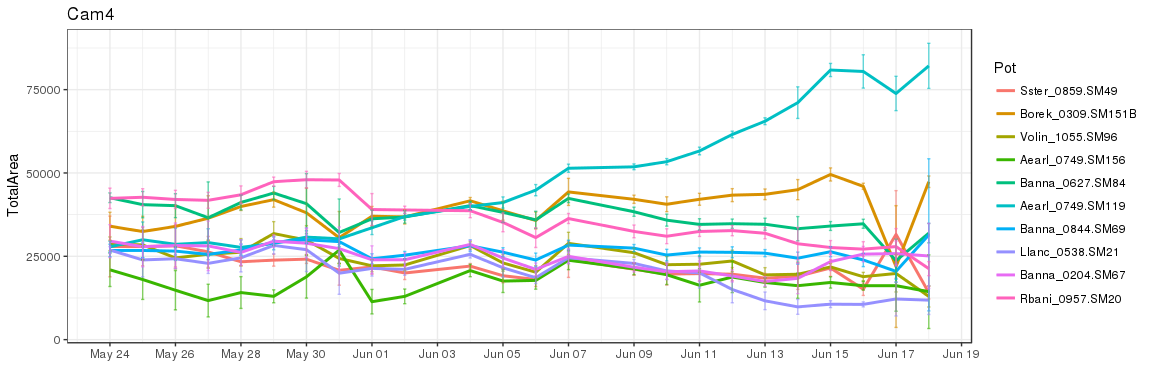 Cam4
TotalArea
75000
50000
25000
0
May 24
May 26
May 28
May 30
Jun 01
Jun 03
Jun 05
Jun 07
Jun 09
Jun 11
Jun 13
Jun 15
Jun 17
Jun 19
Pot
Sster_0859.SM49
Borek_0309.SM151B
Volin_1055.SM96
Aearl_0749.SM156
Banna_0627.SM84
Aearl_0749.SM119
Banna_0844.SM69
Llanc_0538.SM21
Banna_0204.SM67
Rbani_0957.SM20